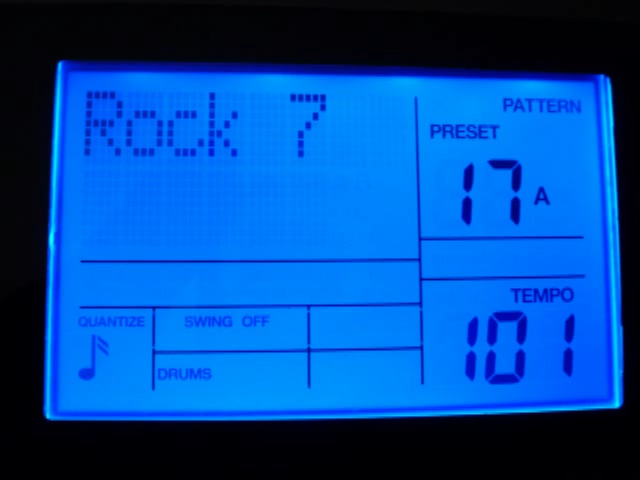 Rock 7
PATTERN
PRESET
17 A
TEMPO
101
QUANTIZE
SWING OFF
DRUMS